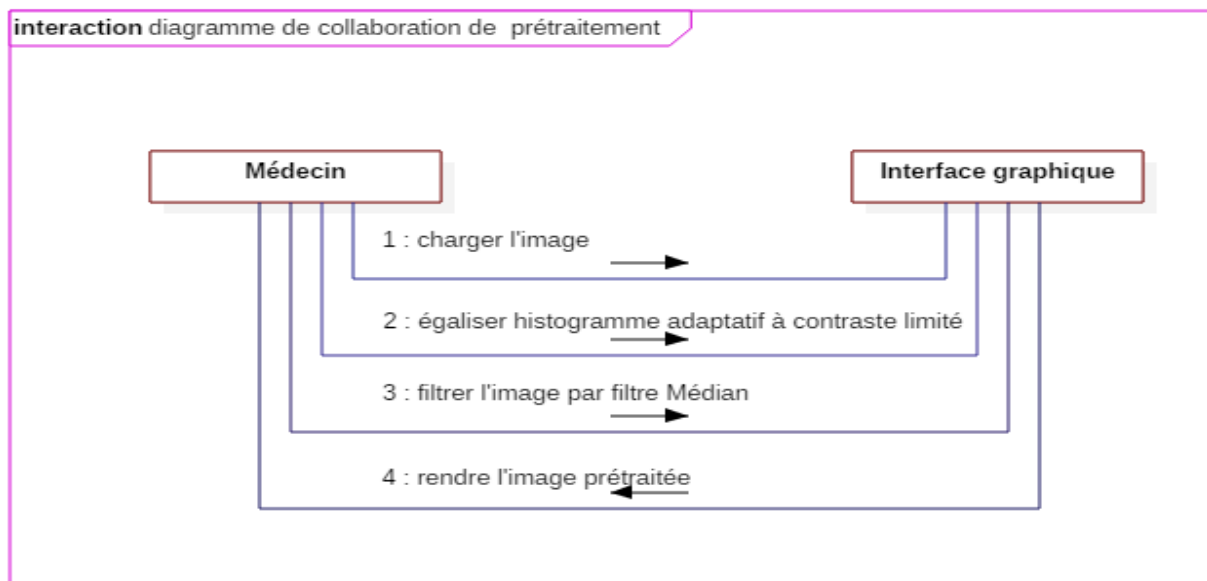 interaction diagramme de collaboration de  prétraitement
Médecin
Interface graphique
1 : charger l'image
2 : égaliser histogramme adaptatif à contraste limité
3 : filtrer l'image par filtre Médian
4 : rendre l'image prétraitée